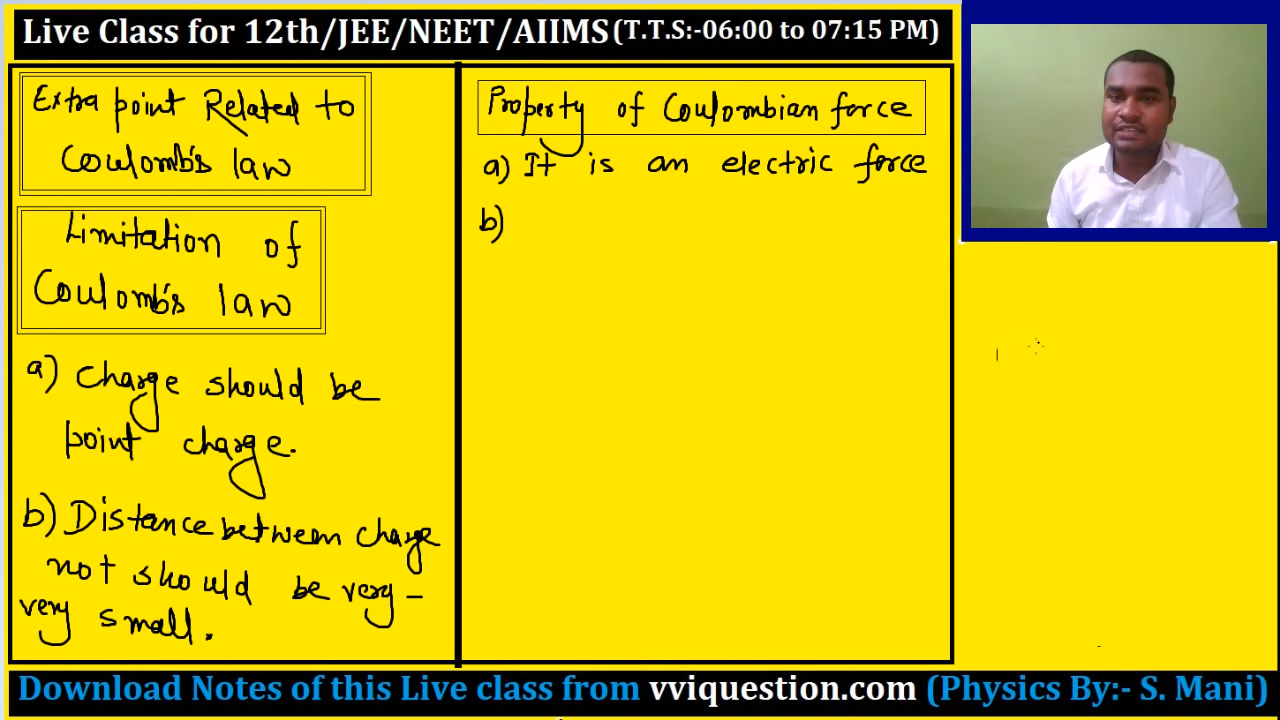 Live Class for 12th/JEE/NEET/AIIMS(T.T.S:-06:00 to 07:15 PM)
Extra point Related to
Coulomb's law
Limitation of
Coulomb's law
a) Charge should be
point charge.
b) Distance between charge
not should be very -
very small.
Property of Coulombian force
a) It is an electric force
b)
Download Notes of this Live class from vviquestion.com (Physics By:- S. Mani)